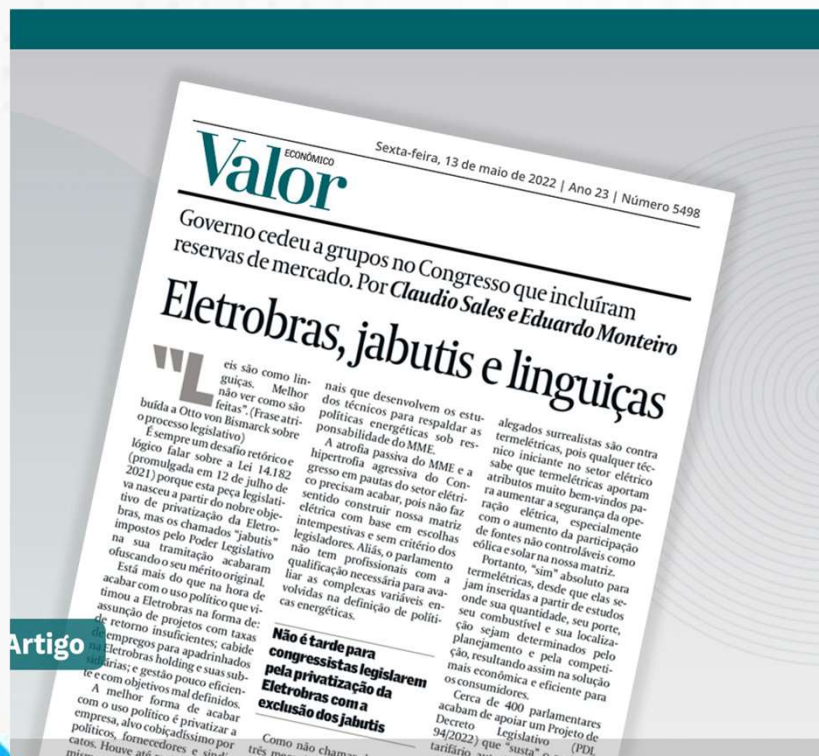 Valor
ECONÔMICO
Sexta-feira, 13 de maio de 2022 | Ano 23 | Número 5498
Governo cedeu a grupos no Congresso que incluíram
reservas de mercado. Por Claudio Sales e Eduardo Monteiro
Eletrobras, jabutis e linguiças
"Leis são como lin-
guiças. Melhor
não ver como são
feitas". (Frase atri-
buída a Otto von Bismarck sobre
o processo legislativo)
É sempre um desafio retórico e
lógico falar sobre a Lei 14.182
(promulgada em 12 de julho de
2021) porque esta peça legislati-
va nasceu a partir do nobre obje-
tivo de privatização da Eletro-
bras, mas os chamados "jabutis"
impostos pelo Poder Legislativo
na sua tramitação acabaram
ofuscando o seu mérito original.
Está mais do que na hora de
acabar com o uso político que vi-
timou a Eletrobras na forma de:
assunção de projetos com taxas
de retorno insuficientes; cabide
de empregos para apadrinhados
na Eletrobras holding e suas sub-
sidiárias; e gestão pouco eficien-
te e com objetivos mal definidos.
A melhor forma de acabar
com o uso político é privatizar a
empresa, alvo cobiçadíssimo por
políticos, fornecedores e sindi-
catos. Houve até
nais que desenvolvem os estu-
dos técnicos para respaldar as
políticas energéticas sob res-
ponsabilidade do MME.
A atrofia passiva do MME e a
hipertrofia agressiva do Con-
gresso em pautas do setor elétri-
co precisam acabar, pois não faz
sentido construir nossa matriz
elétrica com base em escolhas
intempestivas e sem critério dos
legisladores. Aliás, o parlamento
não tem profissionais com a
qualificação necessária para ava-
liar as complexas variáveis en-
volvidas na definição de políti-
cas energéticas.
Não é tarde para
congressistas legislarem
pela privatização da
Eletrobras com a
exclusão dos jabutis
Como não chamar
três
alegados surrealistas são contra
termelétricas, pois qualquer téc-
nico iniciante no setor elétrico
sabe que termelétricas aportam
atributos muito bem-vindos pa-
ra aumentar a segurança da ope-
ração elétrica, especialmente
com o aumento da participação
de fontes não controláveis como
eólica e solar na nossa matriz.
Portanto, "sim" absoluto para
termelétricas, desde que elas se-
jam inseridas a partir de estudos
onde sua quantidade, seu porte,
seu combustível e sua localiza-
ção sejam determinados pelo
planejamento e pela competi-
ção, resultando assim na solução
mais econômica e eficiente para
os consumidores.
Cerca de 400 parlamentares
acabam de apoiar um Projeto de
Decreto Legislativo (PDL
94/2022) que "susta" o
tarifário
Artigo